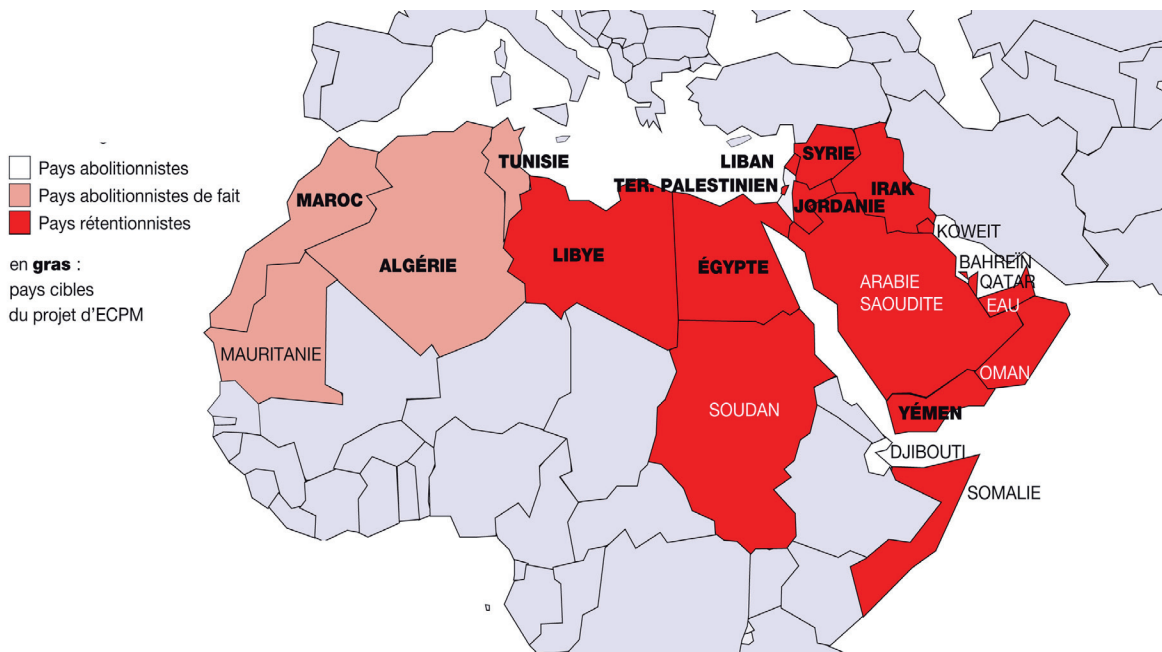 Pays abolitionnistes
Pays abolitionnistes de fait
Pays rétentionnistes
en gras :
pays cibles
du projet d'ECPM
TUNISIE
LIBAN
SYRIE
TER. PALESTINIEN
MAROC
JORDANIE
IRAK
KOWEIT
ALGÉRIE
LIBYE
ÉGYPTE
BAHREÏN
ARABIE
SAOUDITE
QATAR
EAU
MAURITANIE
OMAN
SOUDAN
YÉMEN
DJIBOUTI
SOMALIE